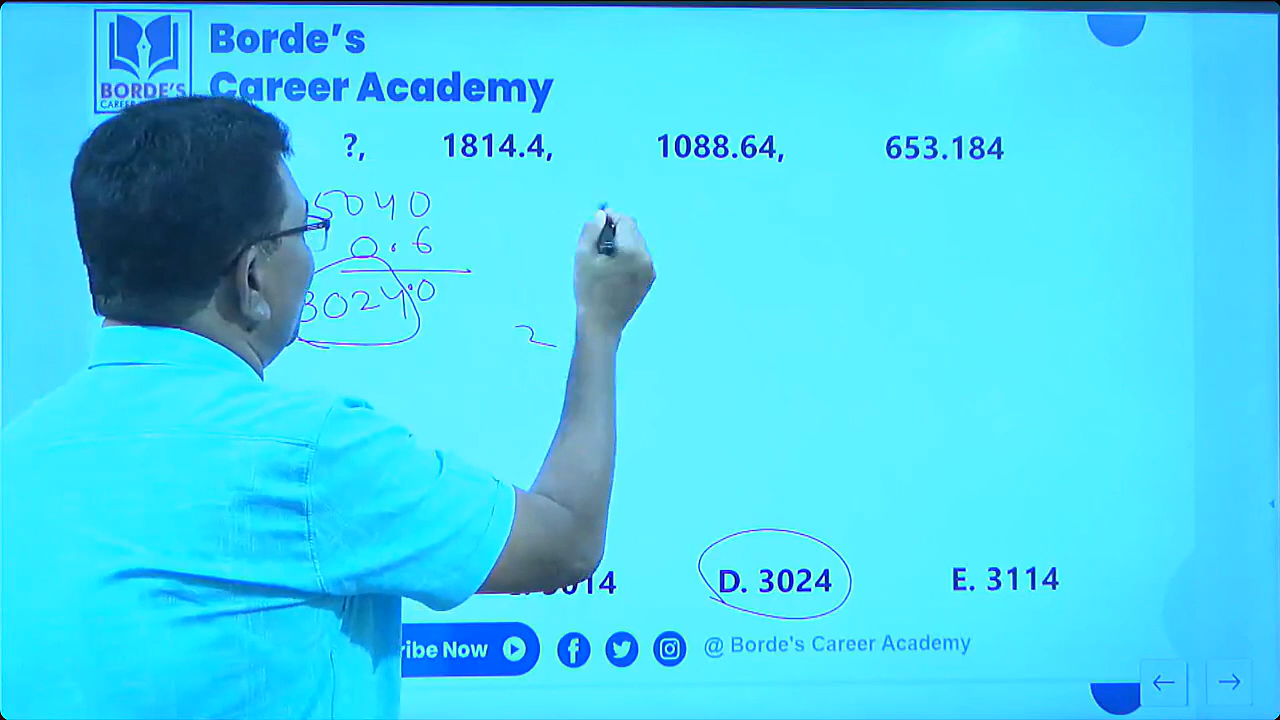 BORDE'S
Borde's
Career Academy
?, 1814.4, 1088.64, 653.184
5040
0.6
3024.0
2
D. 3024 E. 3114
Now
@ Borde's Career Academy